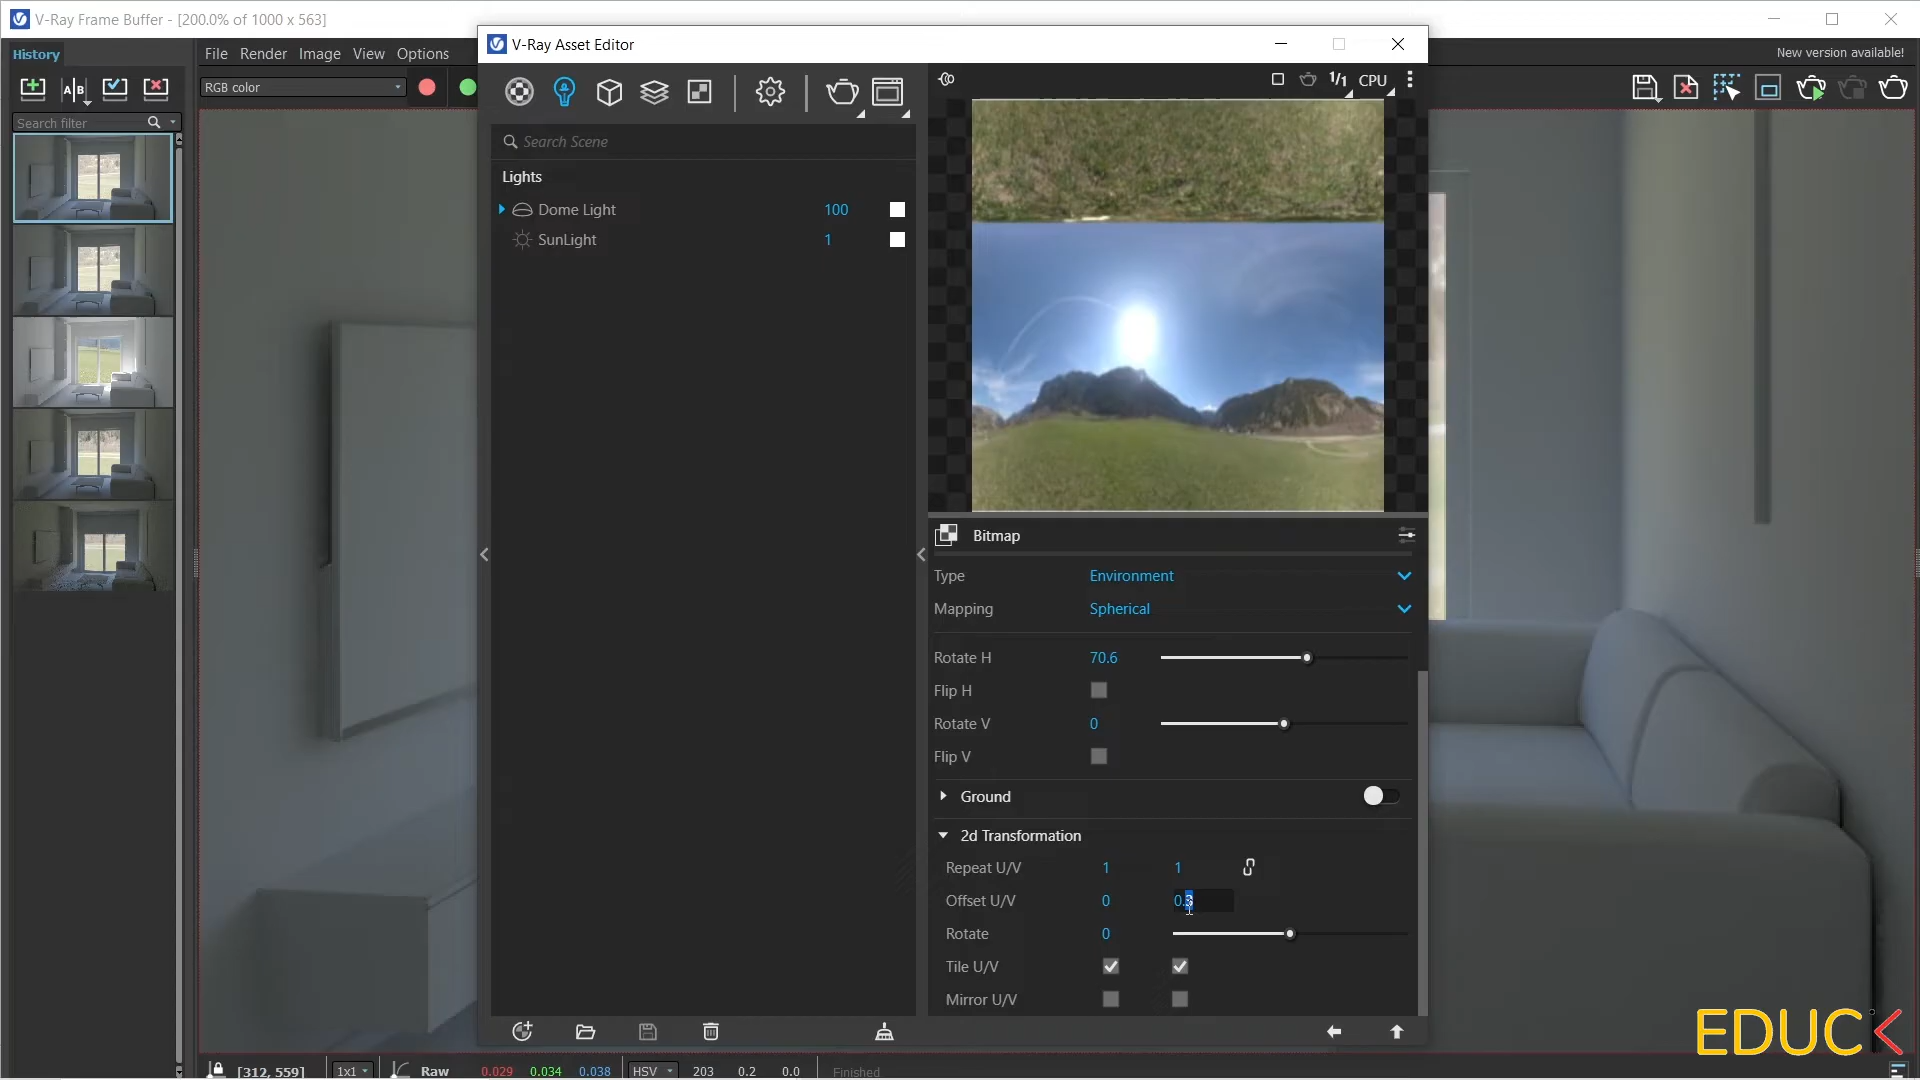 V-Ray Frame Buffer - [200.0% of 1000 x 563]
History
File Render Image View Options
New version available!
RGB color
Search filter
V-Ray Asset Editor
1/1 CPU
Search Scene
Lights
Dome Light 100
SunLight 1
Bitmap
Type Environment
Mapping Spherical
Rotate H 70.6
Flip H
Rotate V 0
Flip V
Ground
2d Transformation
Repeat U/V 1 1
Offset U/V 0 0.3
Rotate 0
Tile U/V
Mirror U/V
EDUC
[312, 559] 1x1 Raw 0.029 0.034 0.038 HSV 203 0.2 0.0 Finished